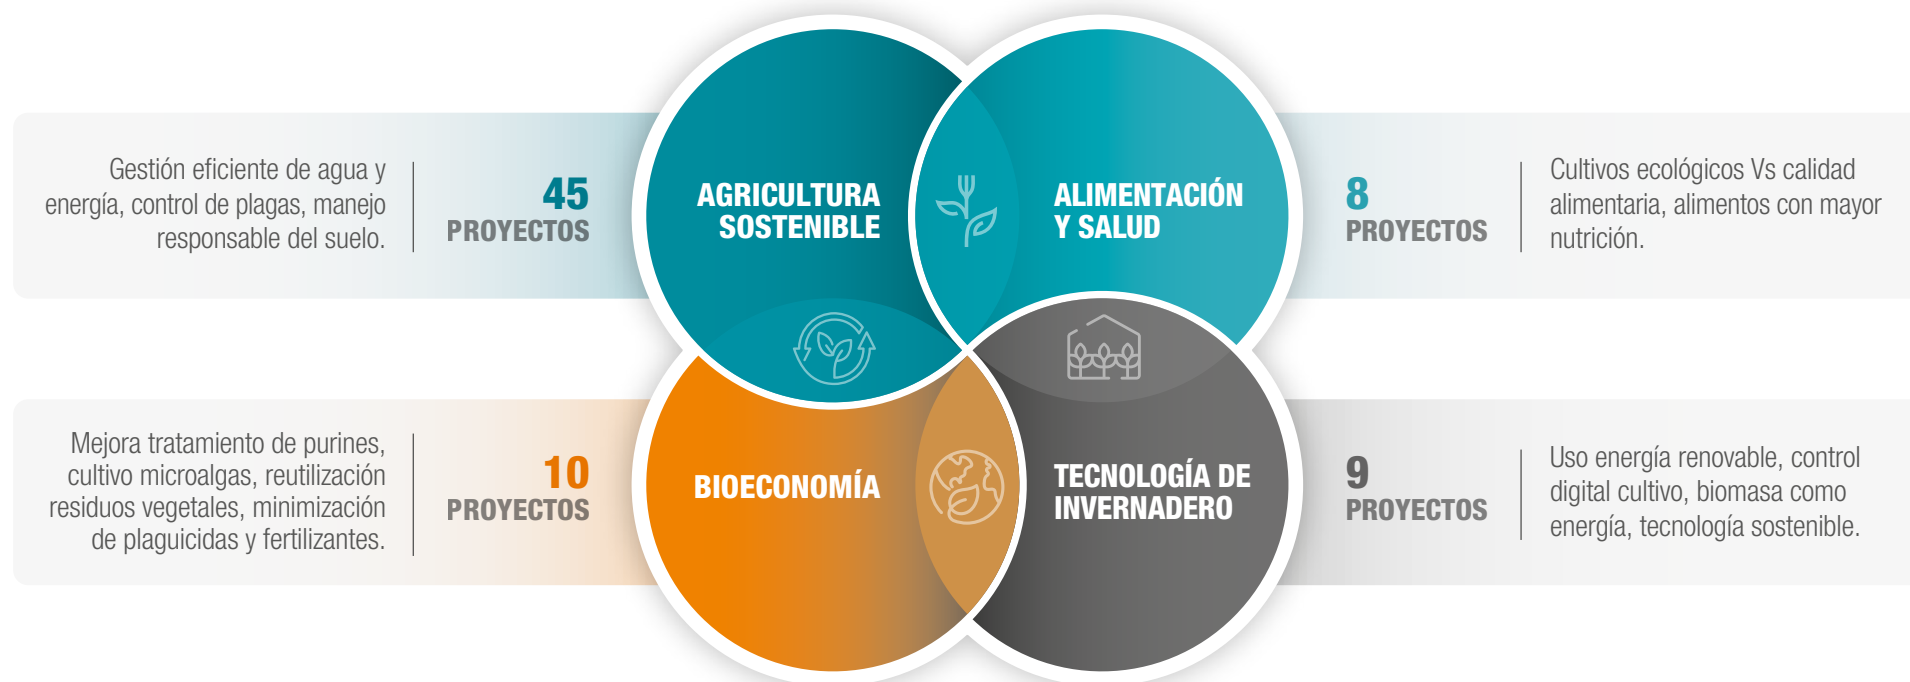 Gestión eficiente de agua y
energía, control de plagas, manejo
responsable del suelo.
45
PROYECTOS
AGRICULTURA
SOSTENIBLE
ALIMENTACIÓN
Y SALUD
8
PROYECTOS
Cultivos ecológicos Vs calidad
alimentaria, alimentos con mayor
nutrición.
Mejora tratamiento de purines,
cultivo microalgas, reutilización
residuos vegetales, minimización
de plaguicidas y fertilizantes.
10
PROYECTOS
BIOECONOMÍA
TECNOLOGÍA DE
INVERNADERO
9
PROYECTOS
Uso energía renovable, control
digital cultivo, biomasa como
energía, tecnología sostenible.